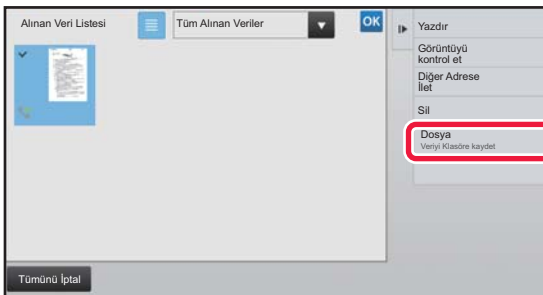 Alınan Veri Listesi
Tüm Alınan Veriler
OK
Yazdır
Görüntüyü
kontrol et
Diğer Adrese
İlet
Sil
Dosya
Veriyi Klasöre kaydet
Tümünü İptal